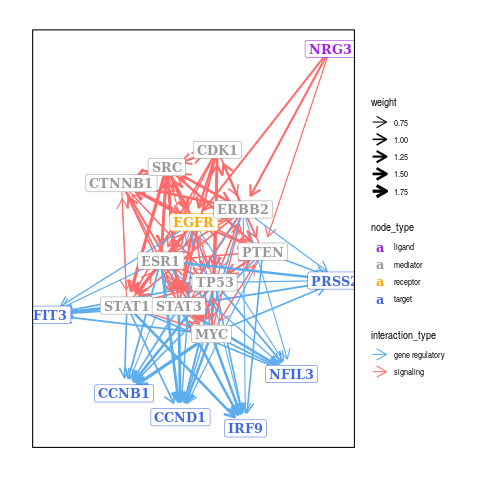 NRG3
CDK1
SRC
CTNNB1
ERBB2
EGFR
PTEN
ESR1
TP53
PRSS2
STAT1
STAT3
FIT3
MYC
NFIL3
CCNB1
CCND1
IRF9
weight
0.75
1.00
1.25
1.50
1.75
node_type
a ligand
a mediator
a receptor
a target
interaction_type
gene regulatory
signaling